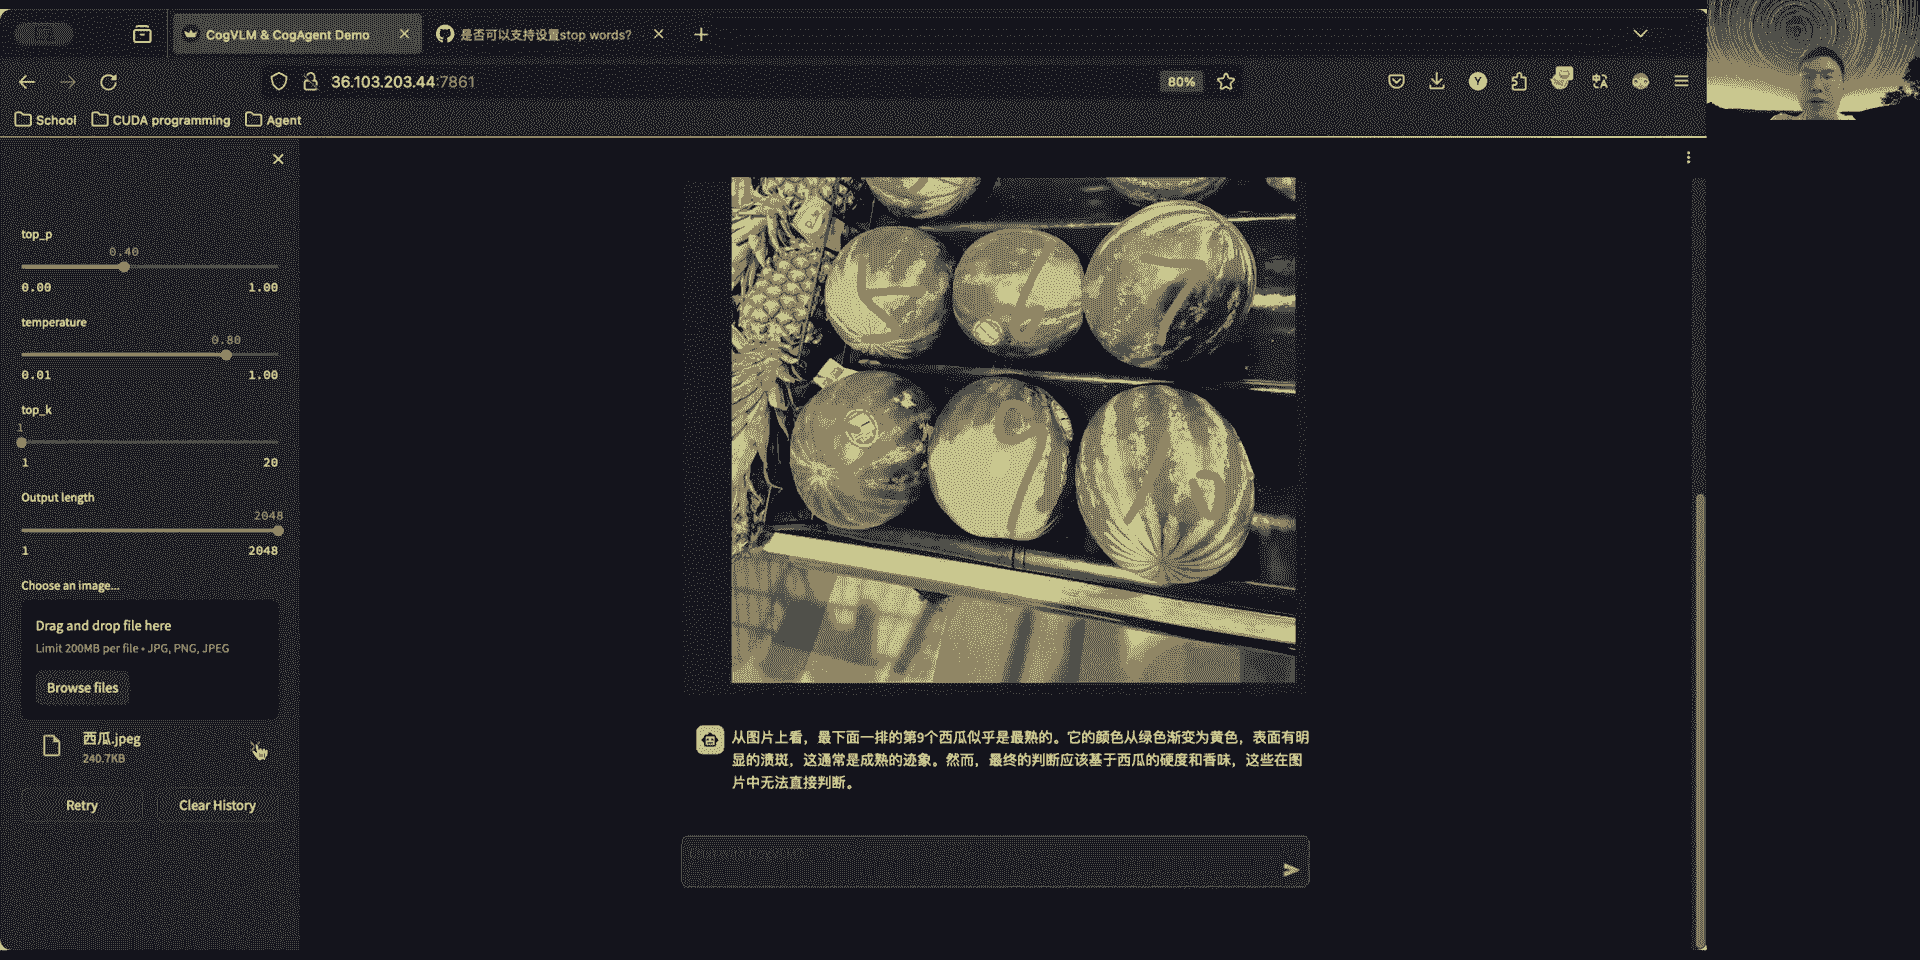 CogVLM & CogAgent Demo
是否可以支持设置stop words?
36.103.203.44:7861
80%
School
CUDA programming
Agent
top_p
0.40
0.00 1.00
temperature
0.80
0.01 1.00
top_k
1
1 20
Output length
2048
1 2048
Choose an image...
Drag and drop file here
Limit 200MB per file • JPG, PNG, JPEG
Browse files
西瓜.jpeg
240.7KB
Retry
Clear History
6 7
9 10
从图片上看，最下面一排的第9个西瓜似乎是最熟的。它的颜色从绿色渐变为黄色，表面有明
显的渍斑，这通常是成熟的迹象。然而，最终的判断应该基于西瓜的硬度和香味，这些在图
片中无法直接判断。